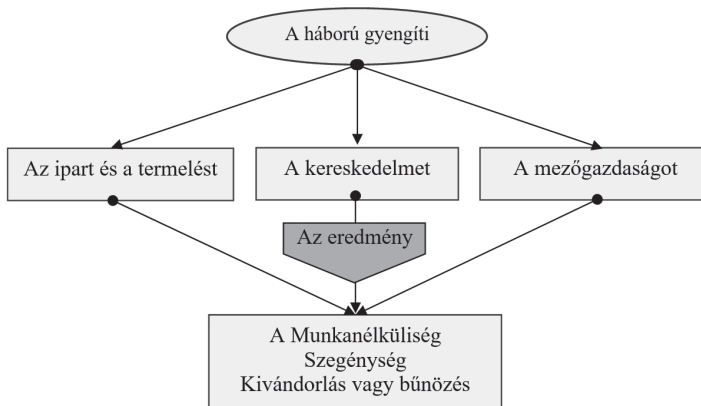 A háború gyengíti
Az ipart és a termelést
A kereskedelmet
A mezőgazdaságot
Az eredmény
A Munkanélküliség
Szegénység
Kivándorlás vagy bűnözés